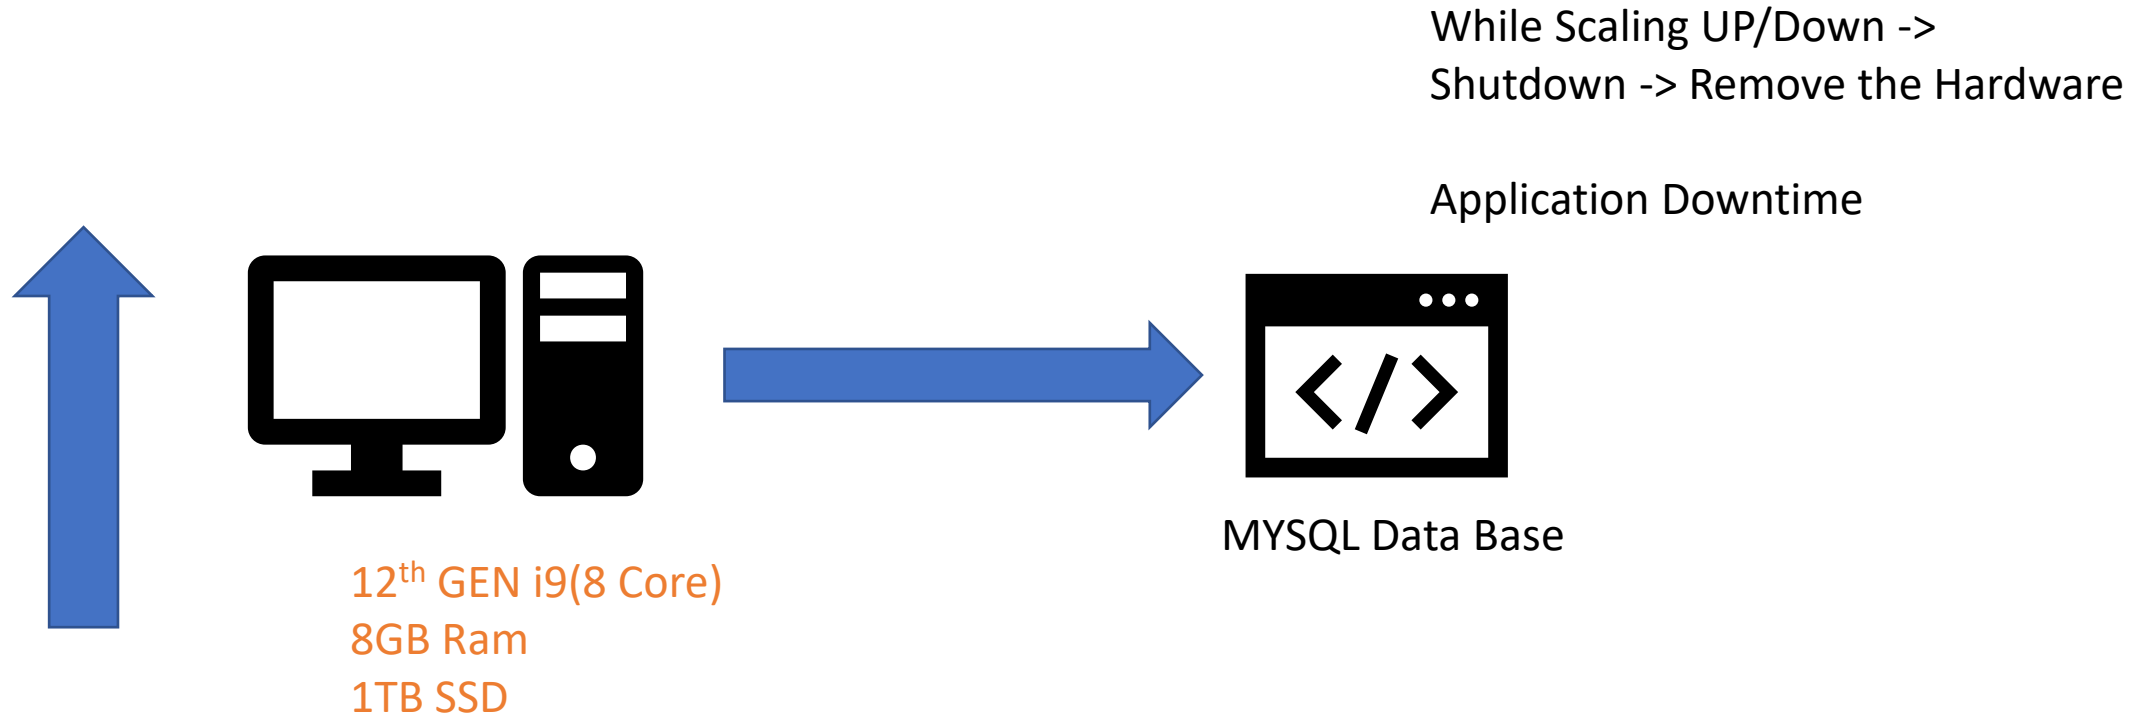 While Scaling UP/Down ->
Shutdown -> Remove the Hardware
Application Downtime
MYSQL Data Base
12th GEN i9(8 Core)
8GB Ram
1TB SSD